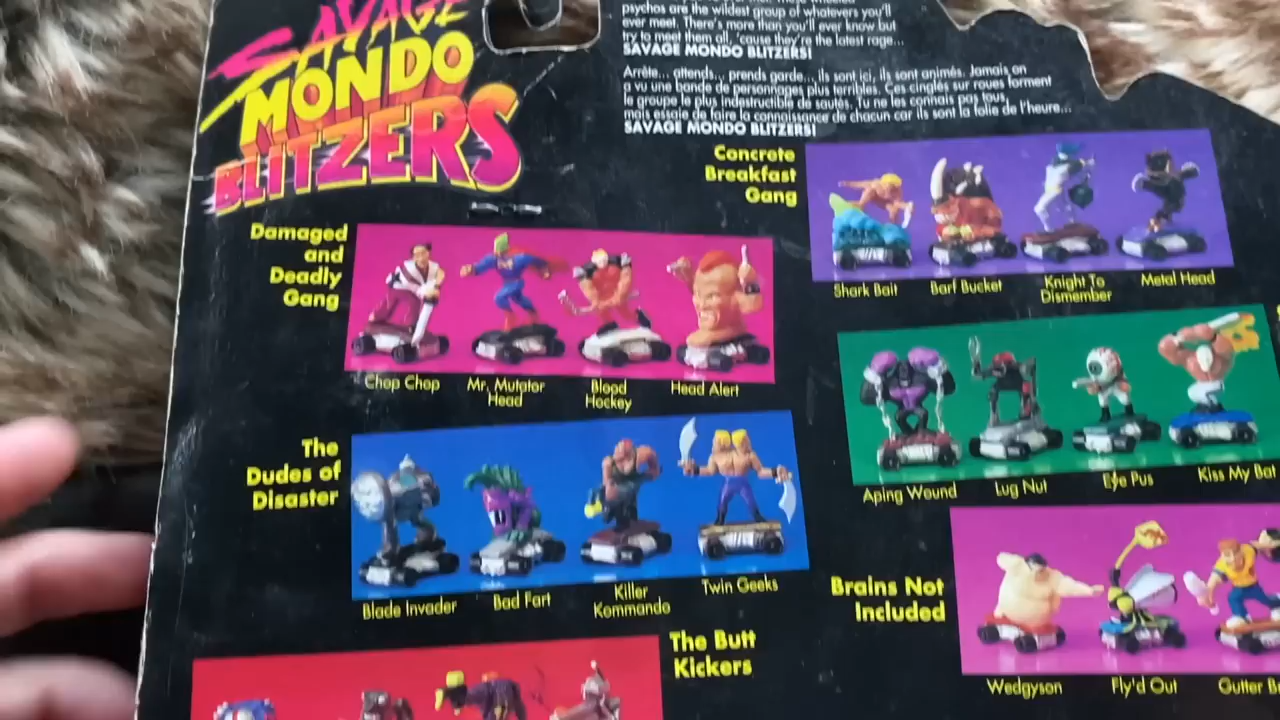 SAVAGE
MONDO
BLITZERS
psychos are the wildest group of whatevers you'll
ever meet. There's more than you'll ever know but
try to meet them all, 'cause they're the latest rage...
SAVAGE MONDO BLITZERS!
Arrête... attends... prends garde... ils sont ici, ils sont animés. Jamais on
a vu une bande de personnages plus terribles. Ces cinglés sur roues forment
le groupe le plus indestructible de sautés. Tu ne les connais pas tous,
mais essaie de faire la connaissance de chacun car ils sont la folie de l'heure...
SAVAGE MONDO BLITZERS!
Concrete
Breakfast
Gang
Shark Bait
Barf Bucket
Knight To
Dismember
Metal Head
Damaged
and
Deadly
Gang
Chop Chop
Mr. Mutator
Head
Blood
Hockey
Head Alert
Aping Wound
Lug Nut
Eye Pus
Kiss My Bat
The
Dudes of
Disaster
Blade Invader
Bad Fart
Killer
Kommando
Twin Geeks
Brains Not
Included
Wedgyson
Fly'd Out
Gutter
The Butt
Kickers